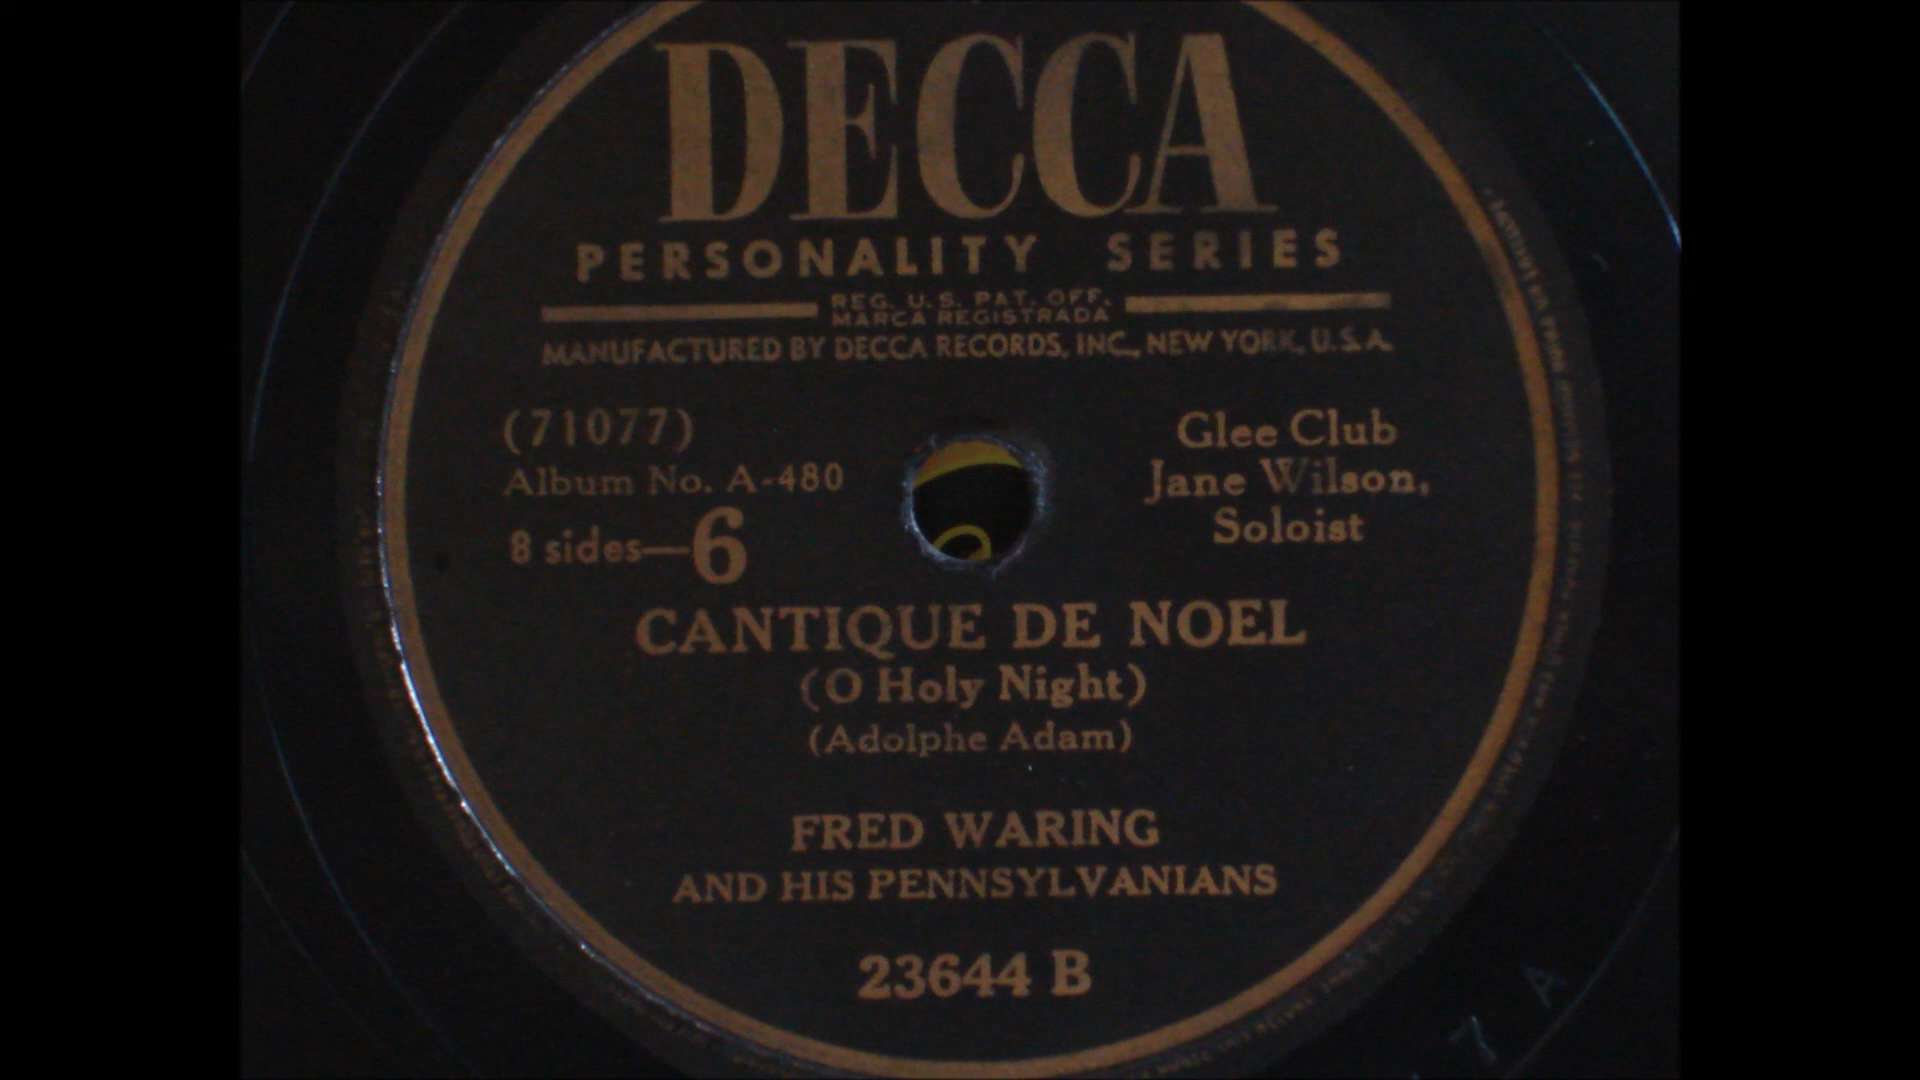 DECCA
PERSONALITY SERIES
REG. U.S. PAT. OFF.
MARCA REGISTRADA
MANUFACTURED BY DECCA RECORDS, INC., NEW YORK, U.S.A.
(71077)
Album No. A-480
8 sides—6
Glee Club
Jane Wilson,
Soloist
CANTIQUE DE NOEL
(O Holy Night)
(Adolphe Adam)
FRED WARING
AND HIS PENNSYLVANIANS
23644 B
7 A